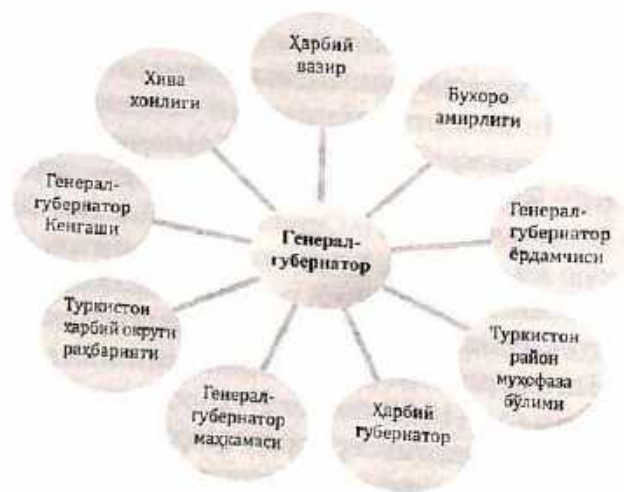 Ҳарбий
вазир
Бухоро
амирлиги
Генерал-
губернатор
ёрдамчиси
Туркистон
район
муҳофаза
бўлими
Ҳарбий
губернатор
Генерал-
губернатор
маҳкамаси
Туркистон
ҳарбий округи
раҳбарияти
Генерал-
губернатор
Кенгаши
Хива
хонлиги
Генерал-
губернатор